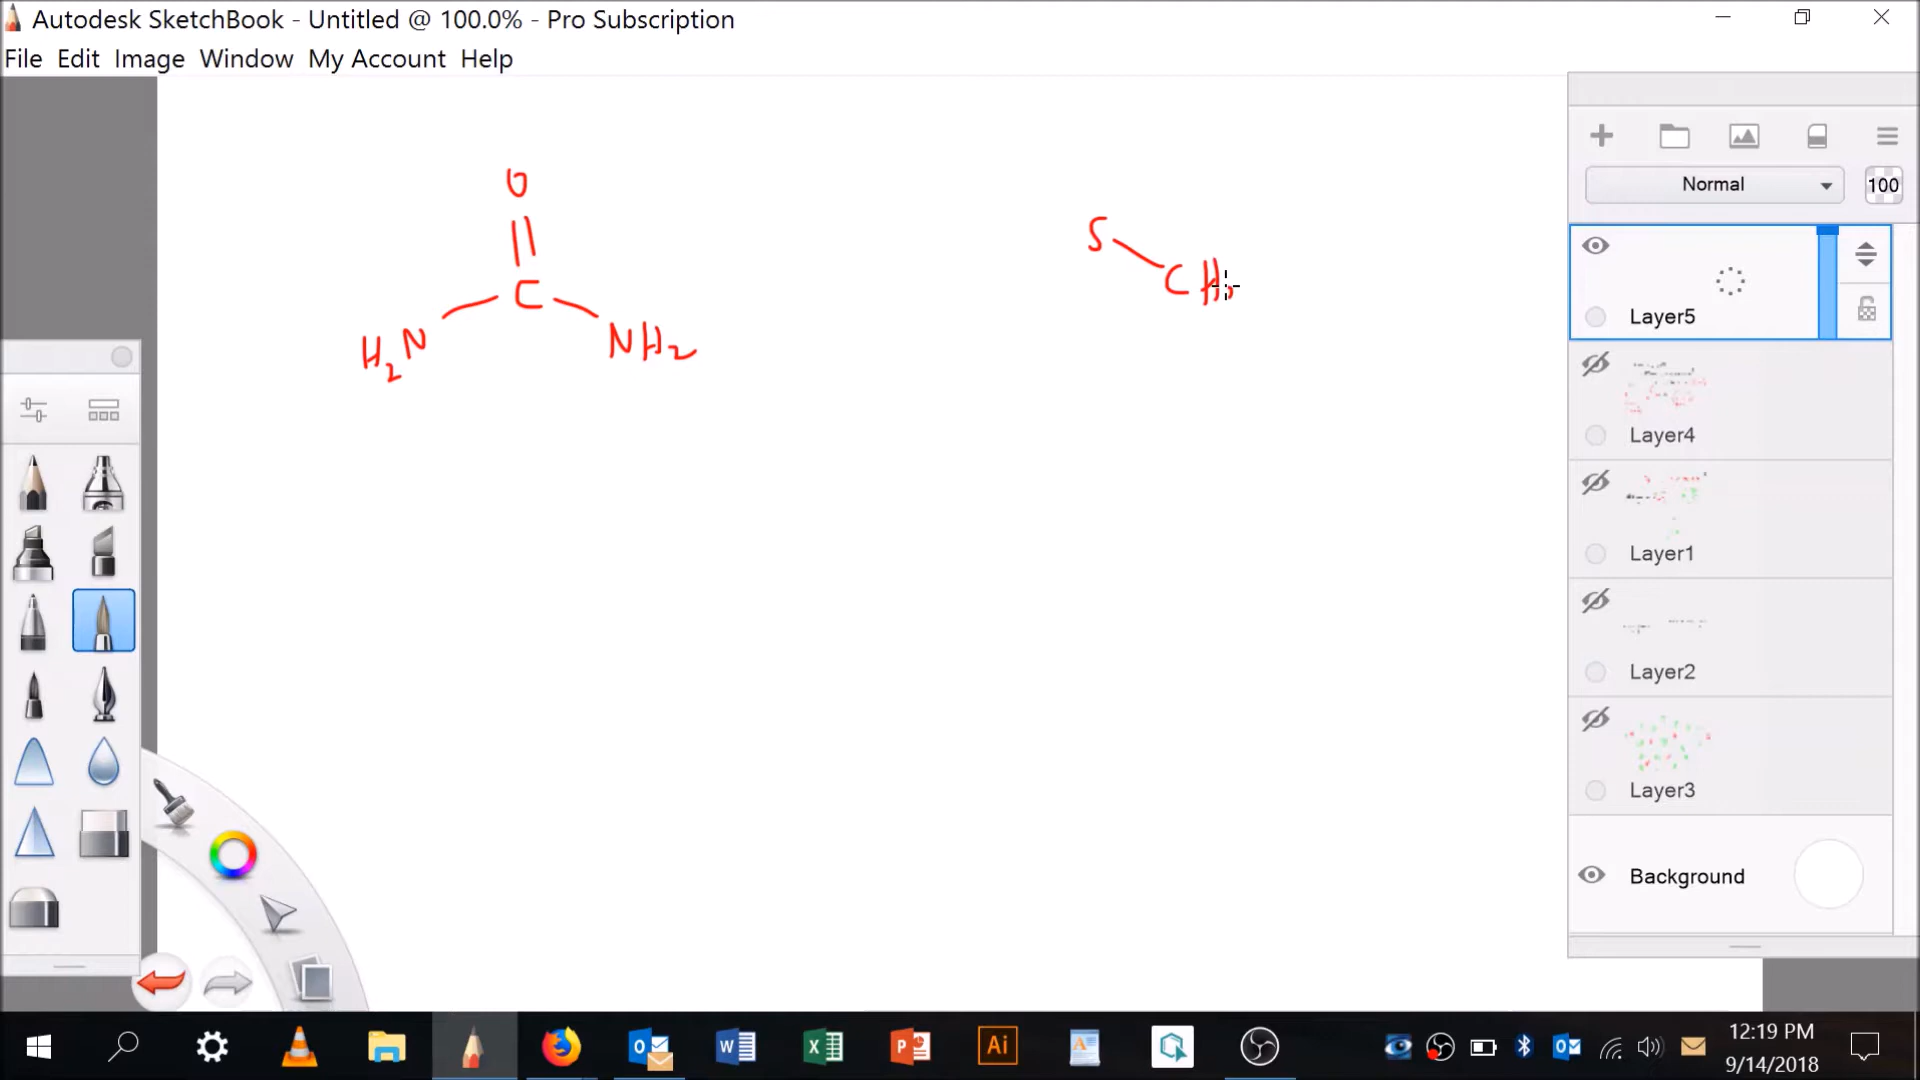 Autodesk SketchBook - Untitled @ 100.0% - Pro Subscription
File Edit Image Window My Account Help
Normal
100
O
S
C
CH
H2N
NH2
Layer5
Layer4
Layer1
Layer2
Layer3
Background
12:19 PM
9/14/2018